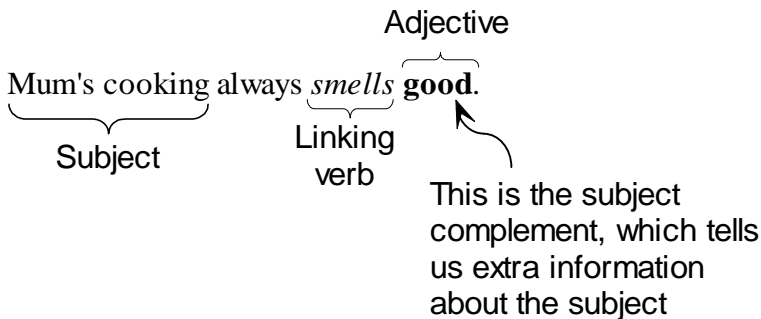 Adjective
Mum's cooking always smells good.
Subject
Linking
verb
This is the subject
complement, which tells
us extra information
about the subject